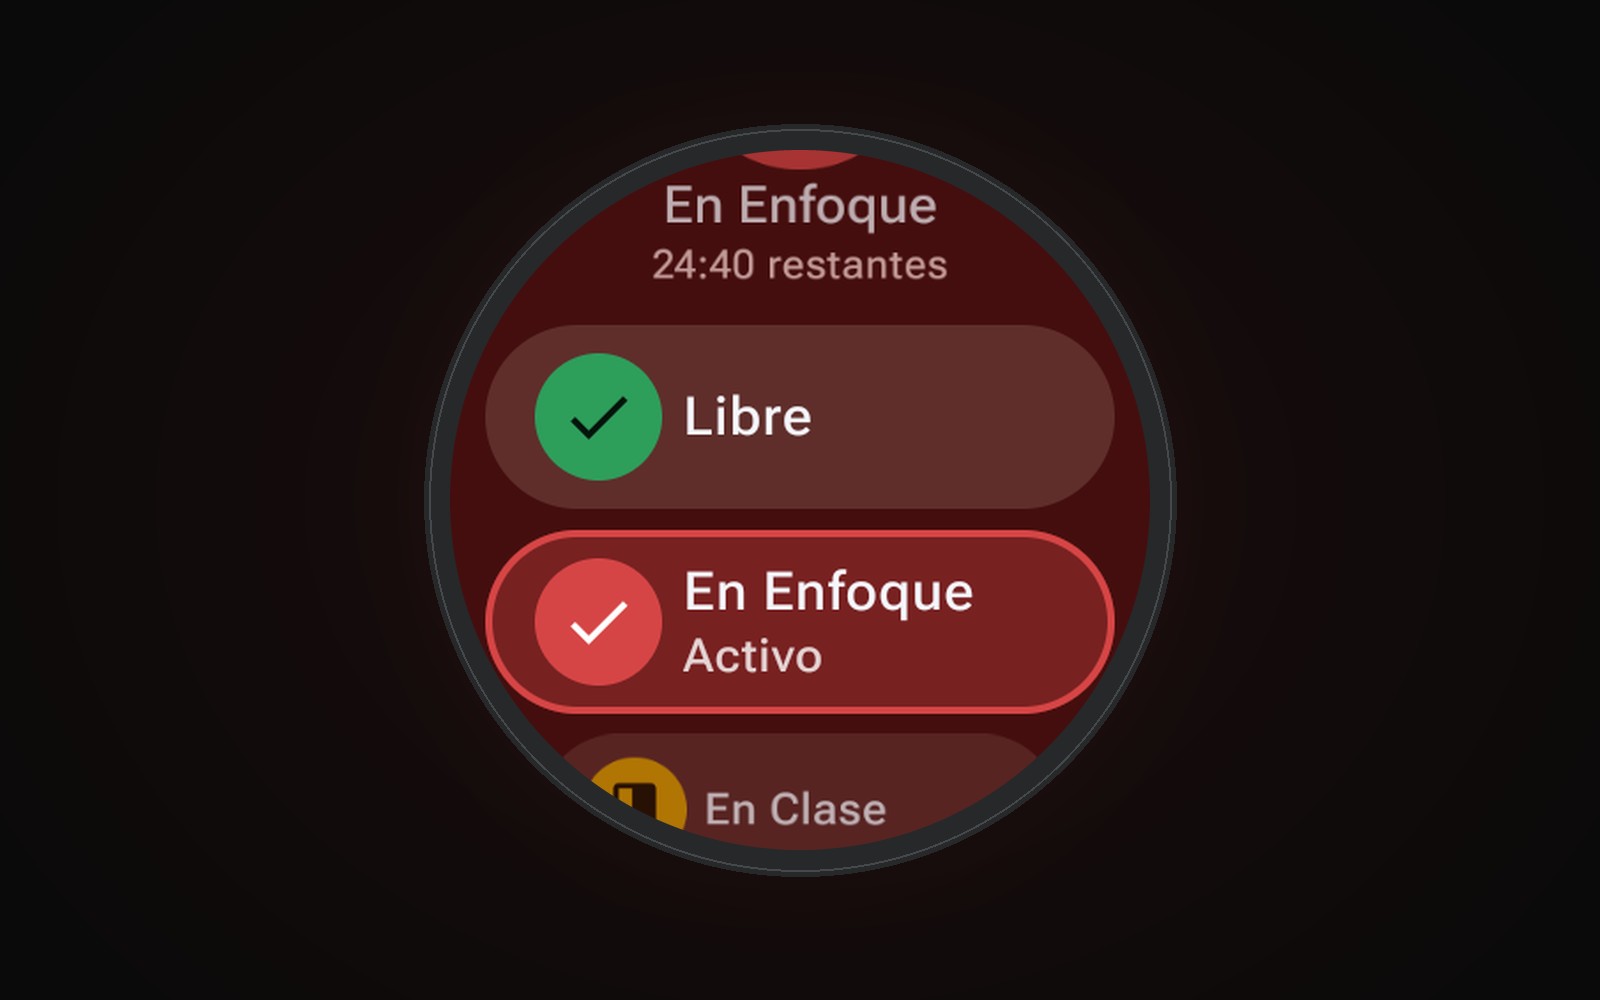 En Enfoque
24:40 restantes
Libre
En Enfoque
Activo
En Clase